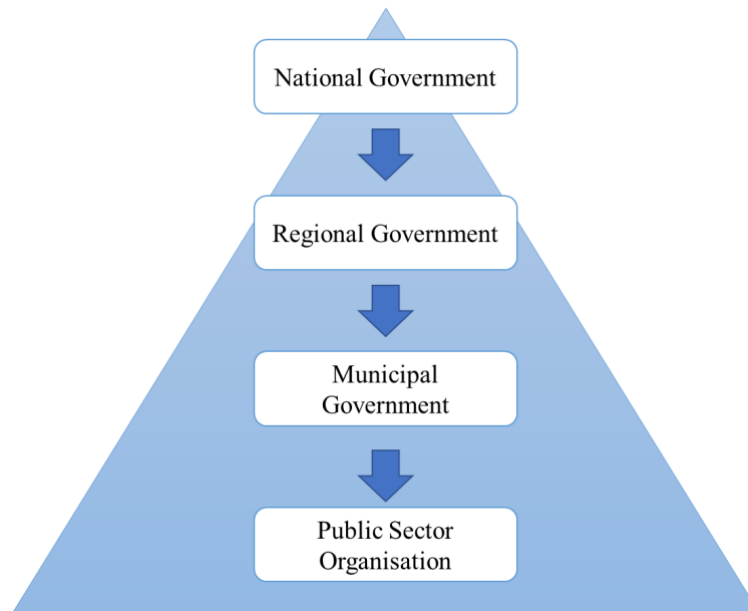 National Government
Regional Government
Municipal
Government
Public Sector
Organisation